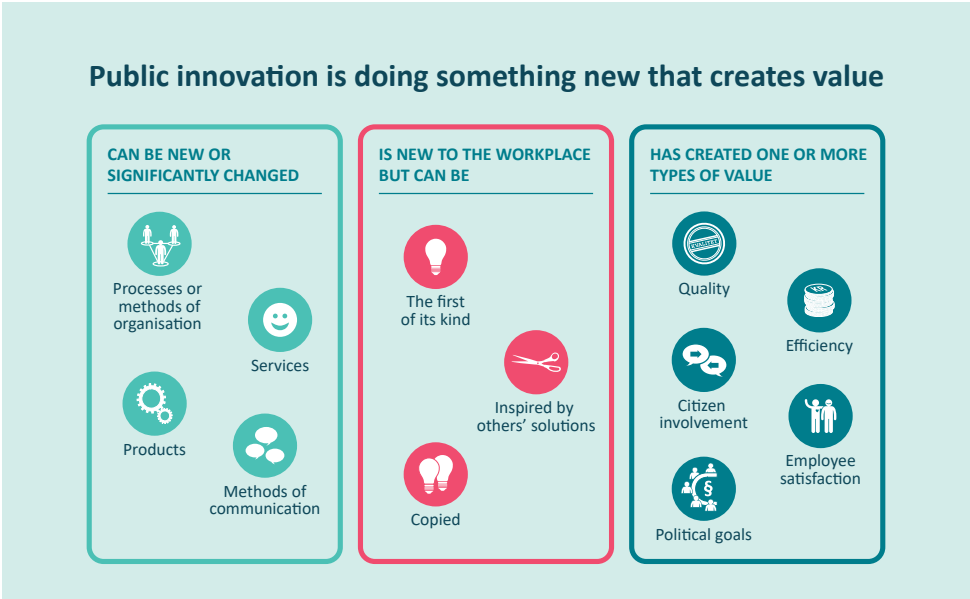 Public innovation is doing something new that creates value
CAN BE NEW OR
SIGNIFICANTLY CHANGED
Processes or
methods of
organisation
Services
Products
Methods of
communication
IS NEW TO THE WORKPLACE
BUT CAN BE
The first
of its kind
Inspired by
others’ solutions
Copied
HAS CREATED ONE OR MORE
TYPES OF VALUE
KVALITET
Quality
KR
Efficiency
Citizen
involvement
Employee
satisfaction
§
Political goals